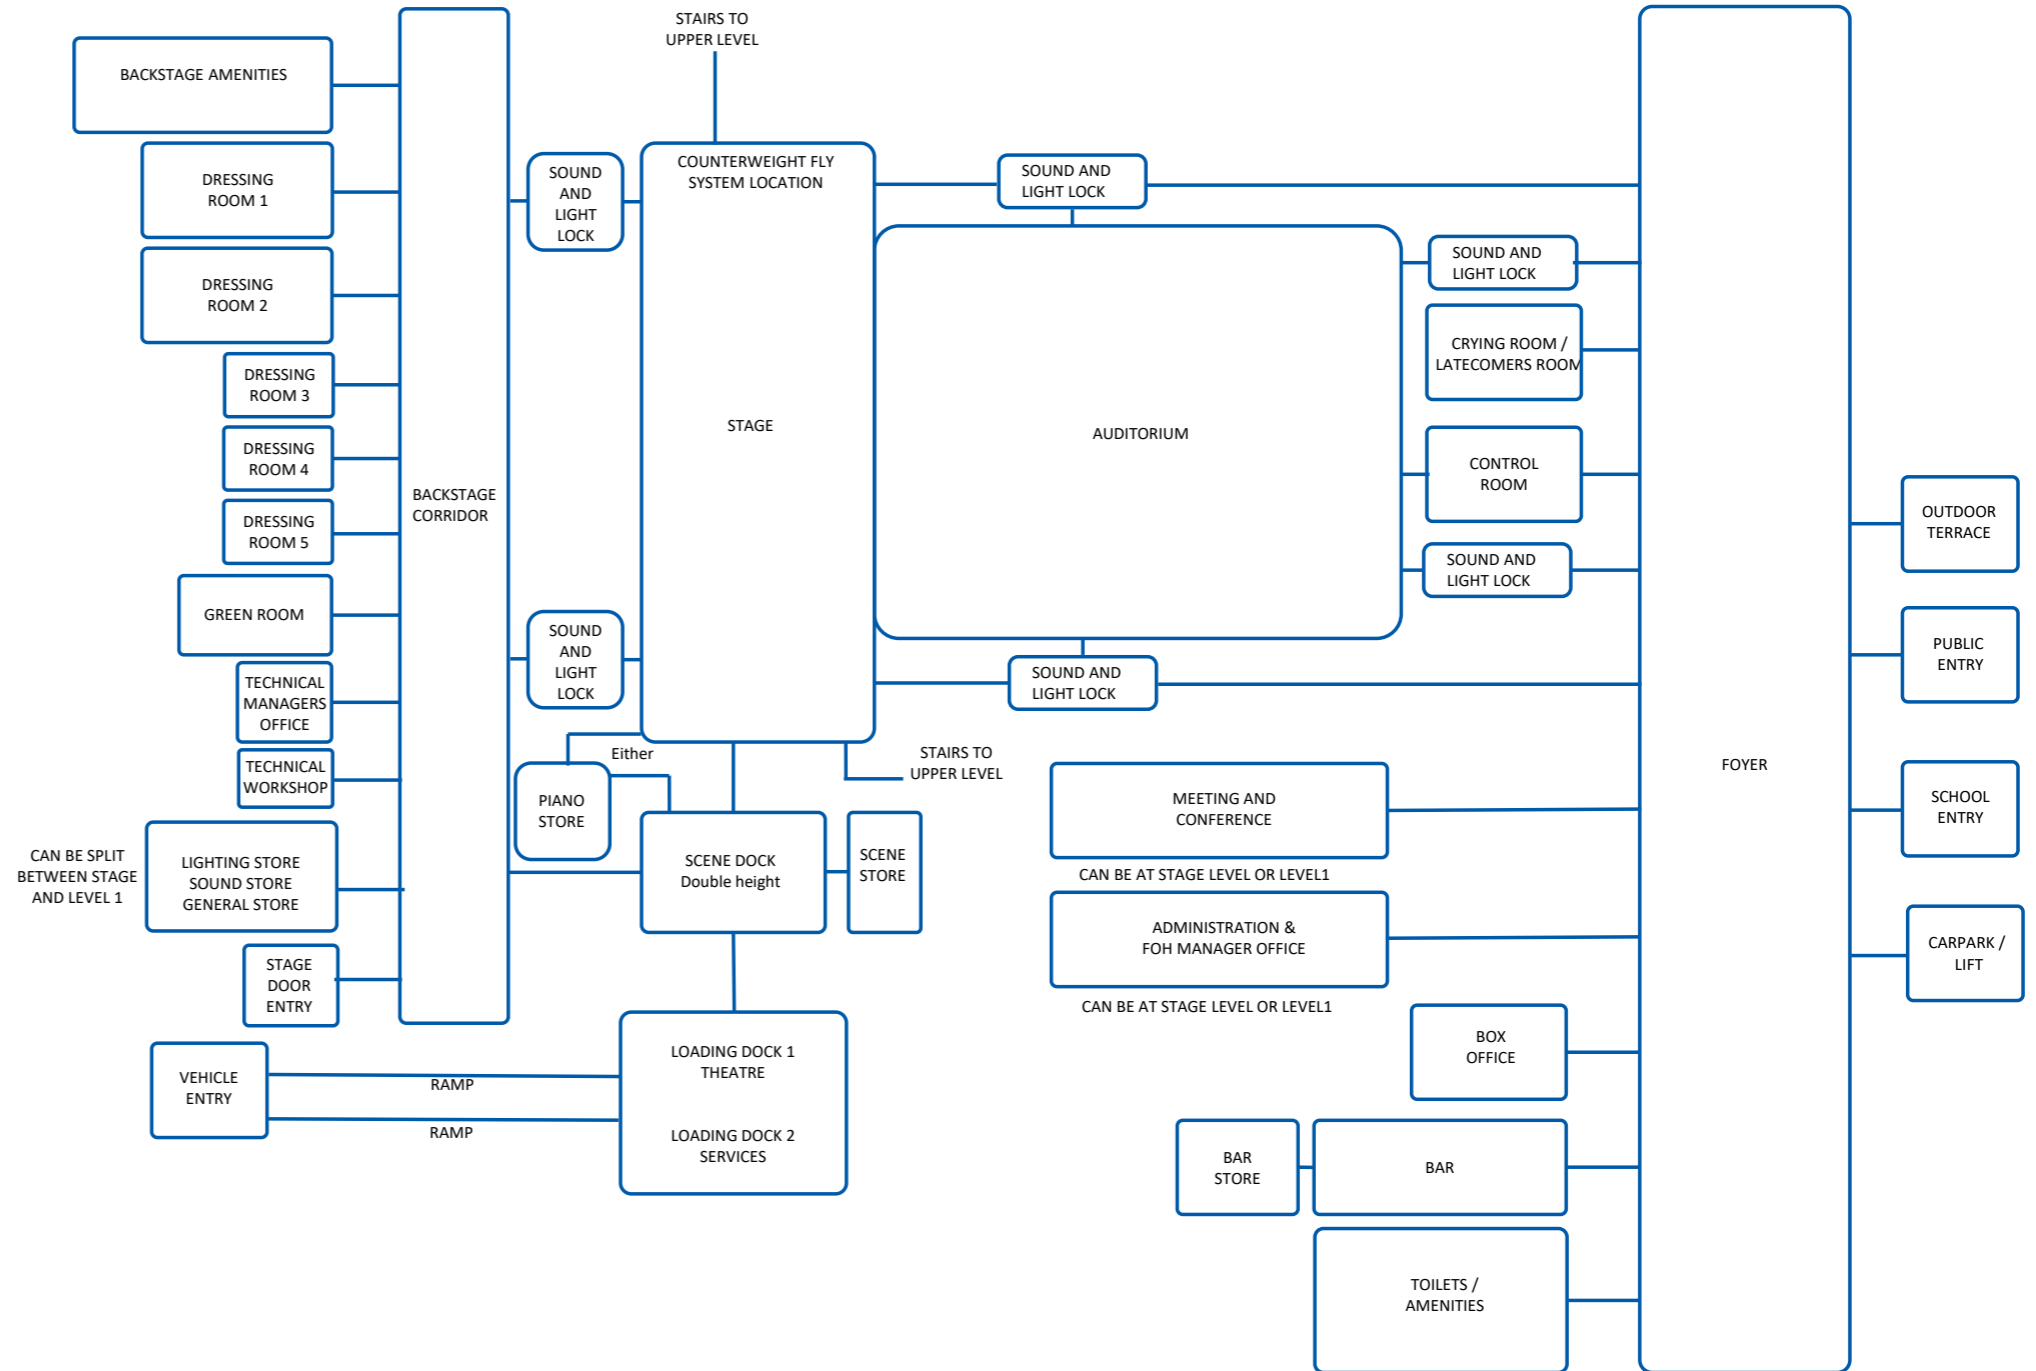 STAIRS TO
UPPER LEVEL
BACKSTAGE AMENITIES
DRESSING
ROOM 1
DRESSING
ROOM 2
DRESSING
ROOM 3
DRESSING
ROOM 4
DRESSING
ROOM 5
GREEN ROOM
TECHNICAL
MANAGERS
OFFICE
TECHNICAL
WORKSHOP
CAN BE SPLIT
BETWEEN STAGE
AND LEVEL 1
LIGHTING STORE
SOUND STORE
GENERAL STORE
STAGE
DOOR
ENTRY
VEHICLE
ENTRY
RAMP
RAMP
BACKSTAGE
CORRIDOR
SOUND
AND
LIGHT
LOCK
SOUND
AND
LIGHT
LOCK
COUNTERWEIGHT FLY
SYSTEM LOCATION
STAGE
Either
PIANO
STORE
STAIRS TO
UPPER LEVEL
SCENE DOCK
Double height
SCENE
STORE
LOADING DOCK 1
THEATRE
LOADING DOCK 2
SERVICES
SOUND AND
LIGHT LOCK
AUDITORIUM
SOUND AND
LIGHT LOCK
SOUND AND
LIGHT LOCK
CRYING ROOM /
LATECOMERS ROOM
CONTROL
ROOM
SOUND AND
LIGHT LOCK
MEETING AND
CONFERENCE
CAN BE AT STAGE LEVEL OR LEVEL1
ADMINISTRATION &
FOH MANAGER OFFICE
CAN BE AT STAGE LEVEL OR LEVEL1
BOX
OFFICE
BAR
STORE
BAR
TOILETS /
AMENITIES
FOYER
OUTDOOR
TERRACE
PUBLIC
ENTRY
SCHOOL
ENTRY
CARPARK /
LIFT